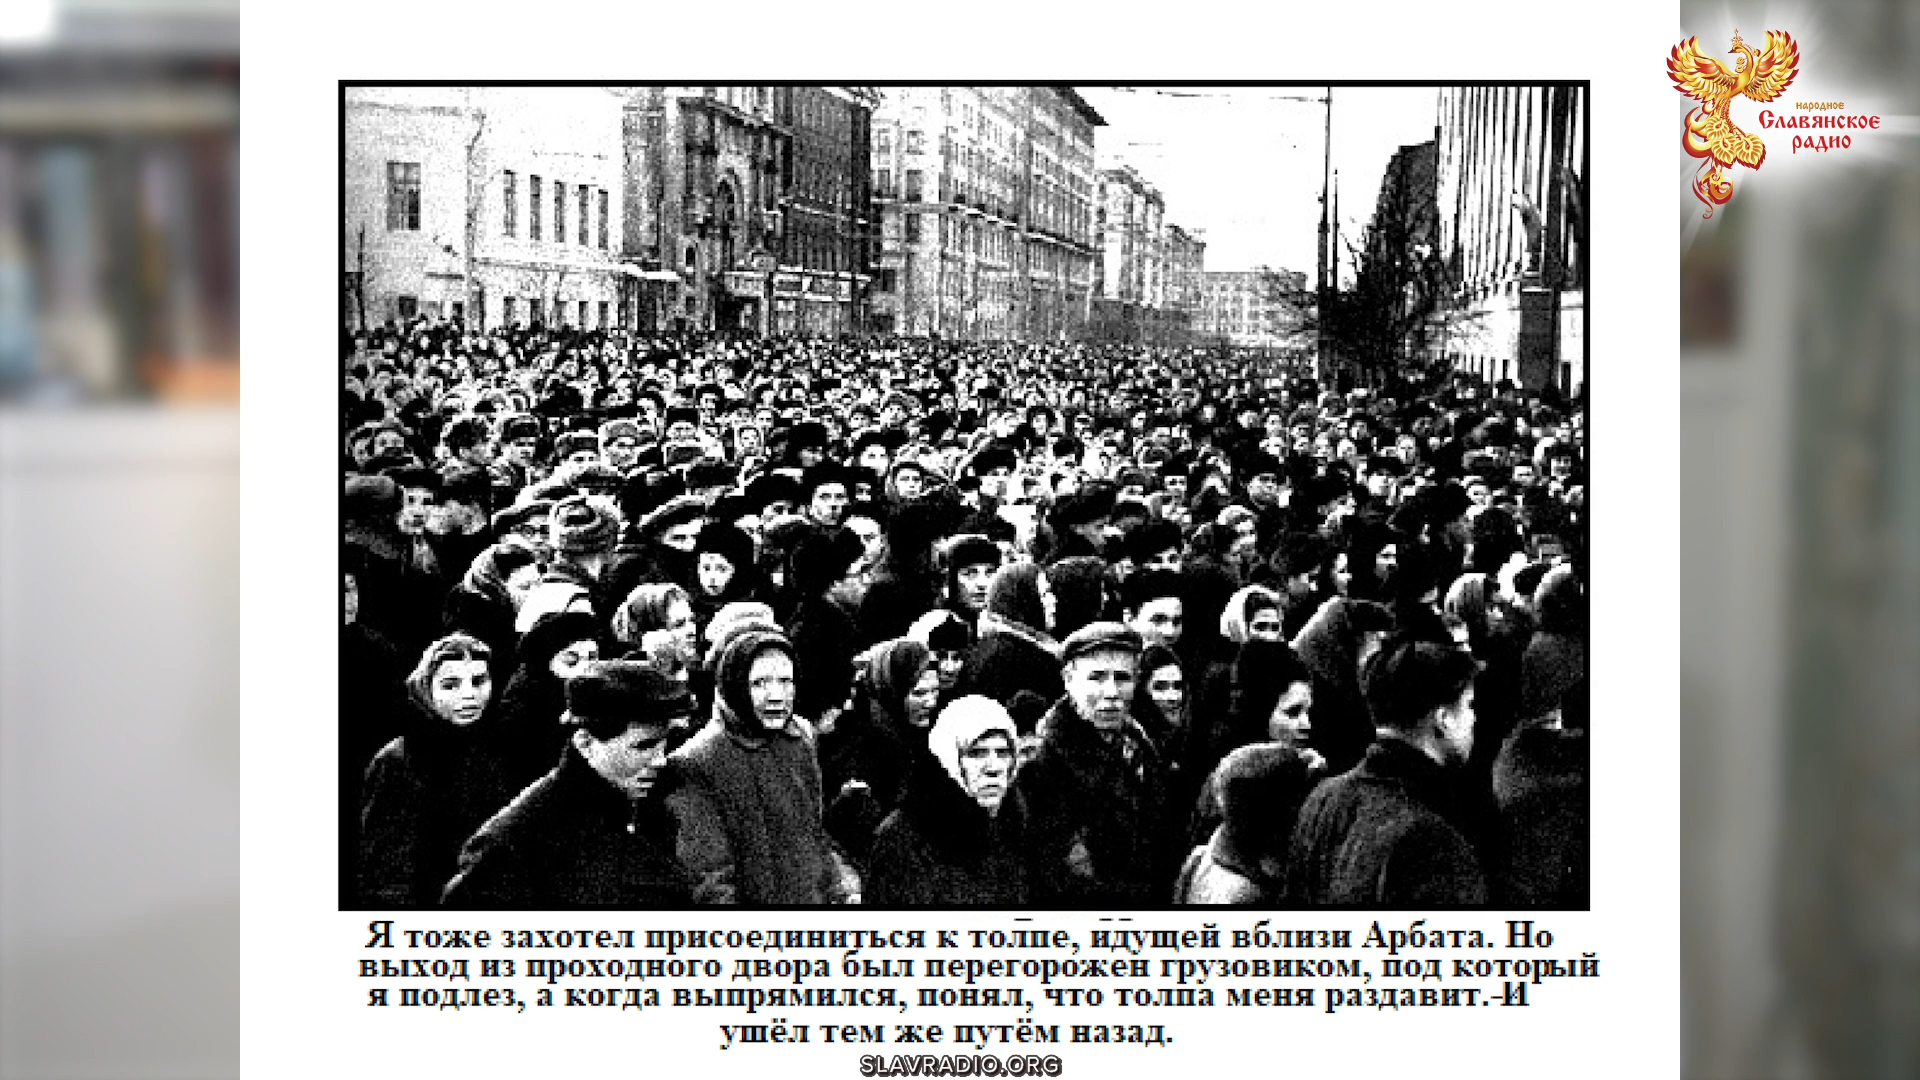 народное
Славянское
радио
Я тоже захотел присоединиться к толпе, идущей вблизи Арбата. Но
выход из проходного двора был перегорожен грузовиком, под который
я подлез, а когда выпрямился, понял, что толпа меня раздавит.-И
ушёл тем же путём назад.
SLAVRADIO.ORG